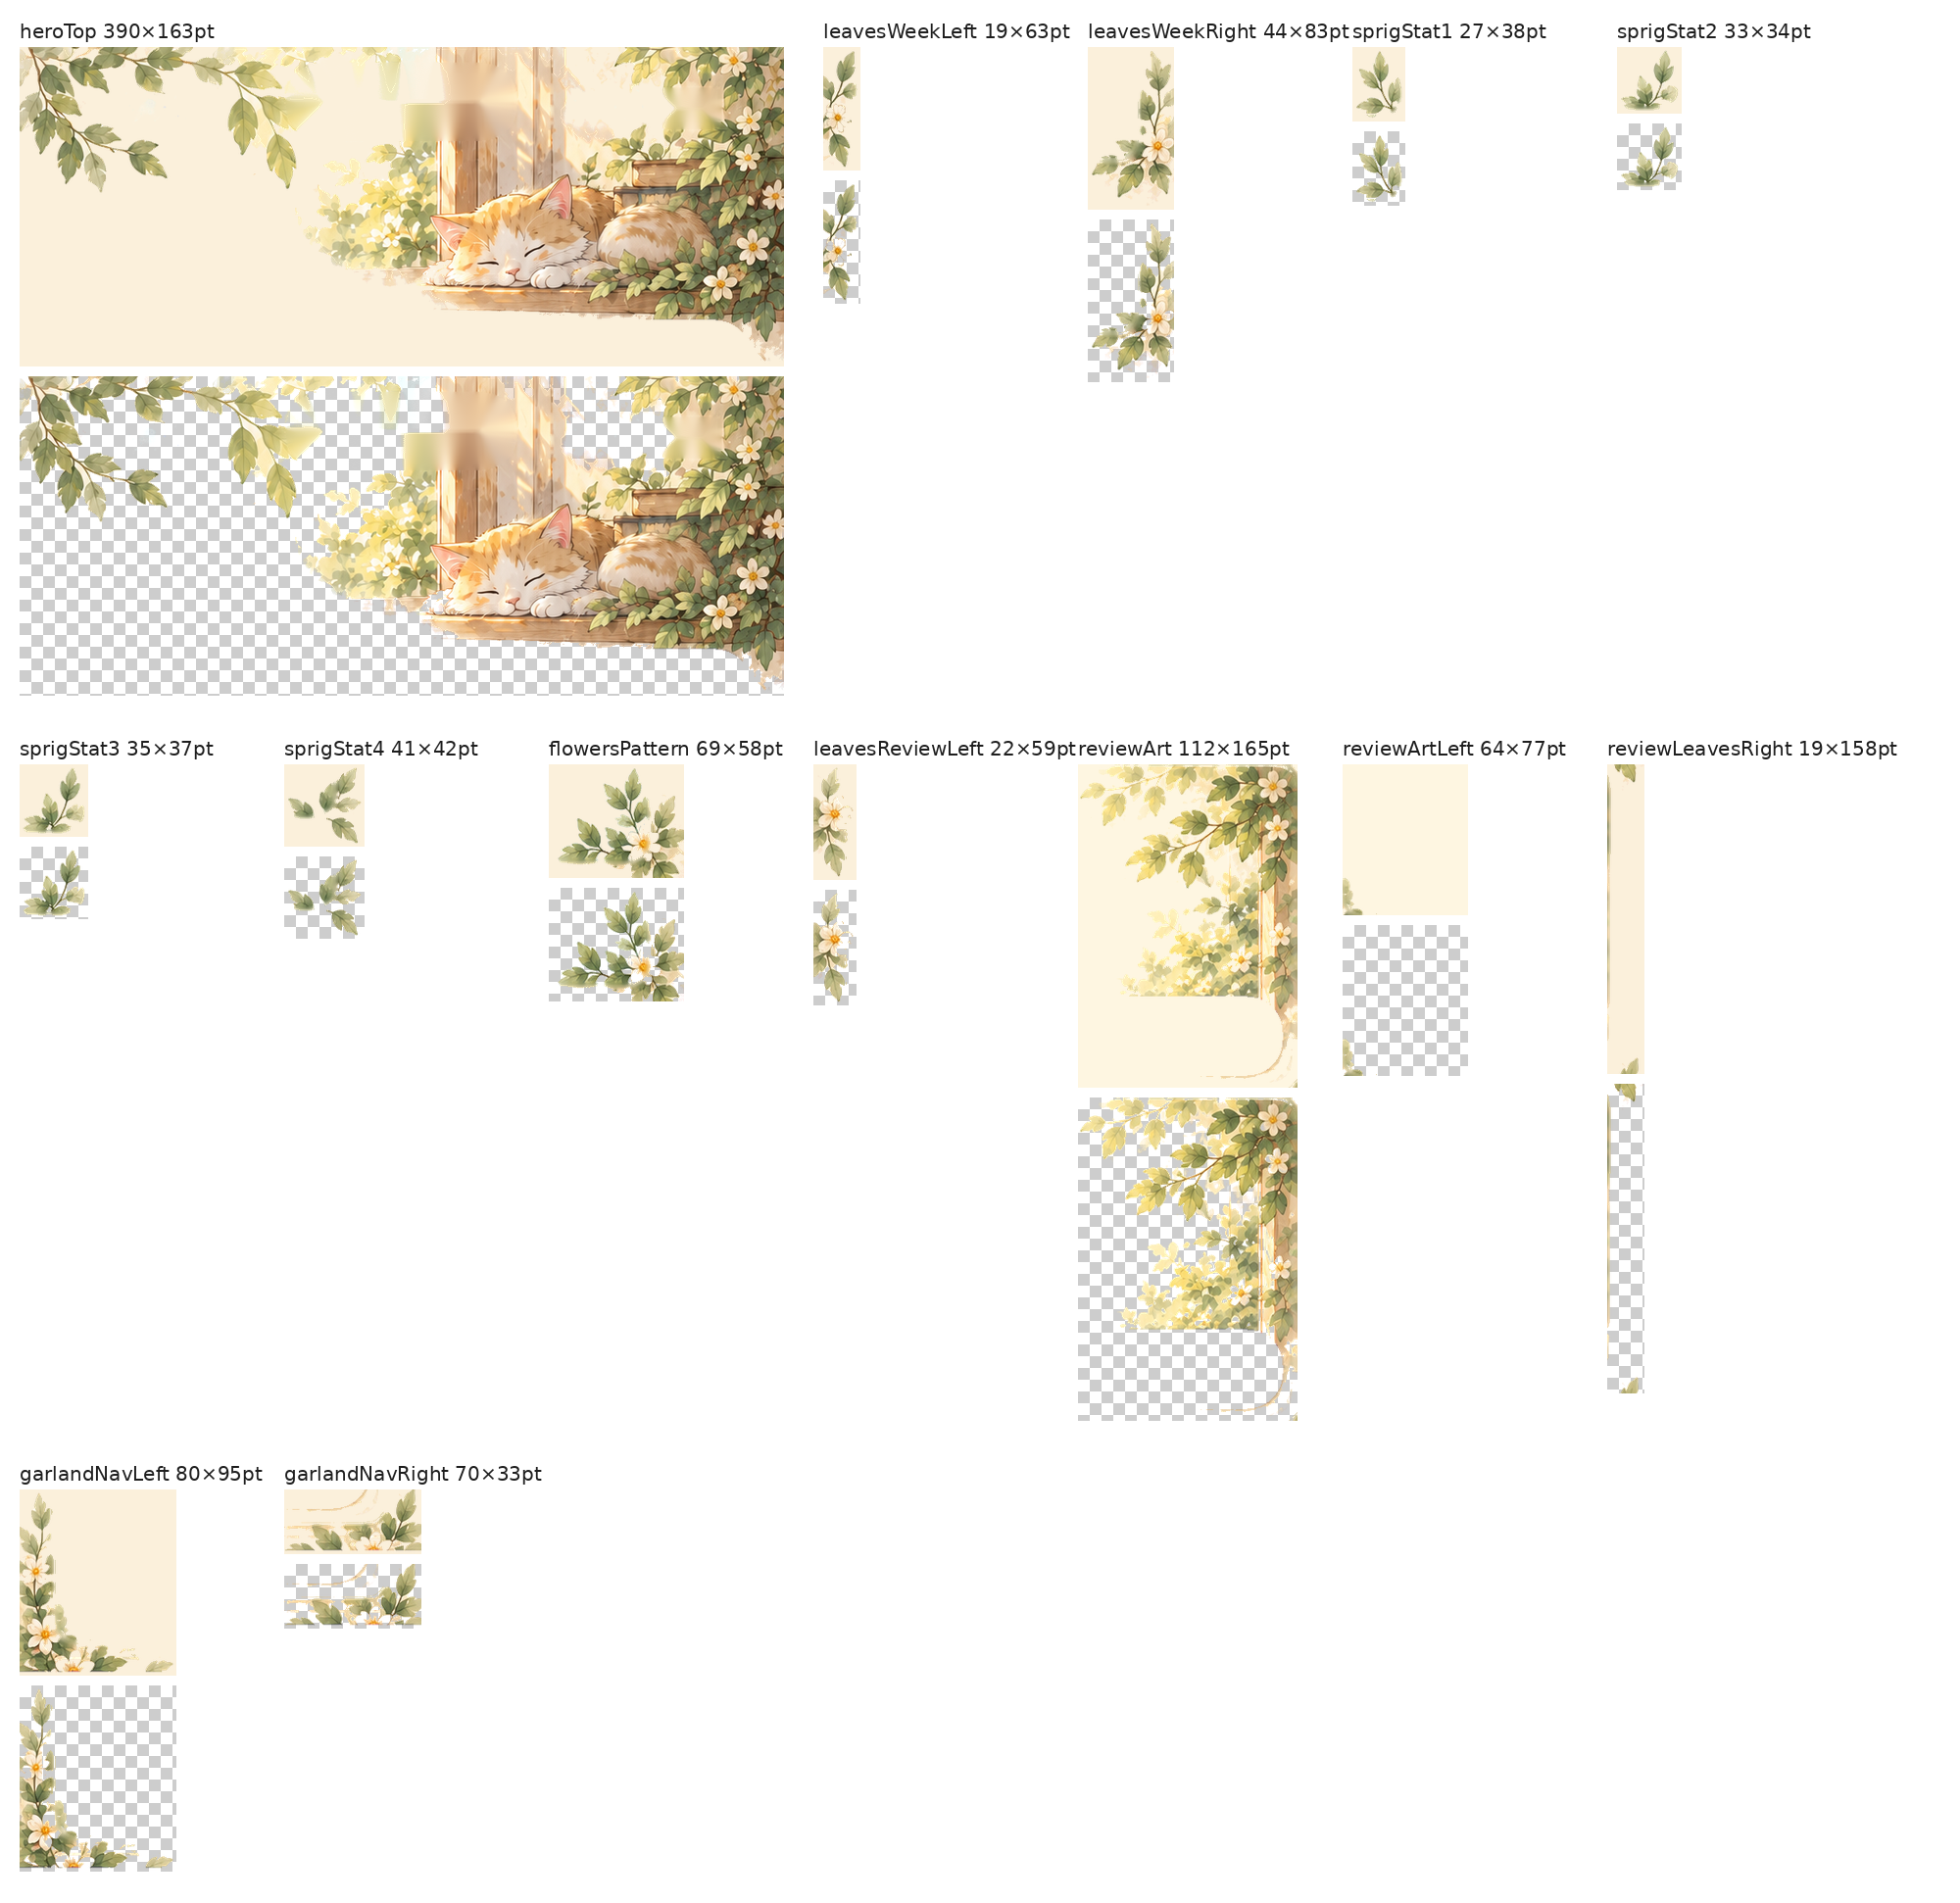 heroTop 390×163pt
leavesWeekLeft 19×63pt
leavesWeekRight 44×83pt
sprigStat1 27×38pt
sprigStat2 33×34pt
sprigStat3 35×37pt
sprigStat4 41×42pt
flowersPattern 69×58pt
leavesReviewLeft 22×59pt
reviewArt 112×165pt
reviewArtLeft 64×77pt
reviewLeavesRight 19×158pt
garlandNavLeft 80×95pt
garlandNavRight 70×33pt